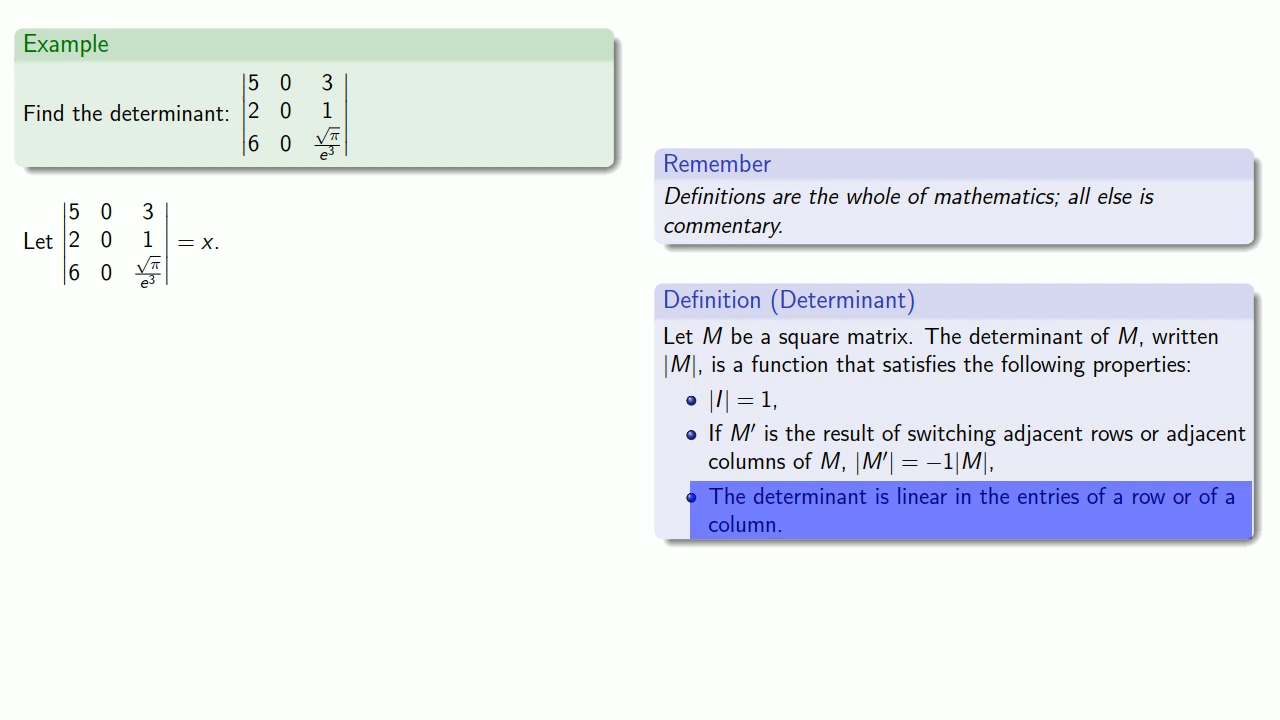 Example
Find the determinant: |5 0 3|
|2 0 1|
|6 0 √π/e³|
Let |5 0 3|
|2 0 1| = x.
|6 0 √π/e³|
Remember
Definitions are the whole of mathematics; all else is
commentary.
Definition (Determinant)
Let M be a square matrix. The determinant of M, written
|M|, is a function that satisfies the following properties:
|I| = 1,
If M′ is the result of switching adjacent rows or adjacent
columns of M, |M′| = −1|M|,
The determinant is linear in the entries of a row or of a
column.